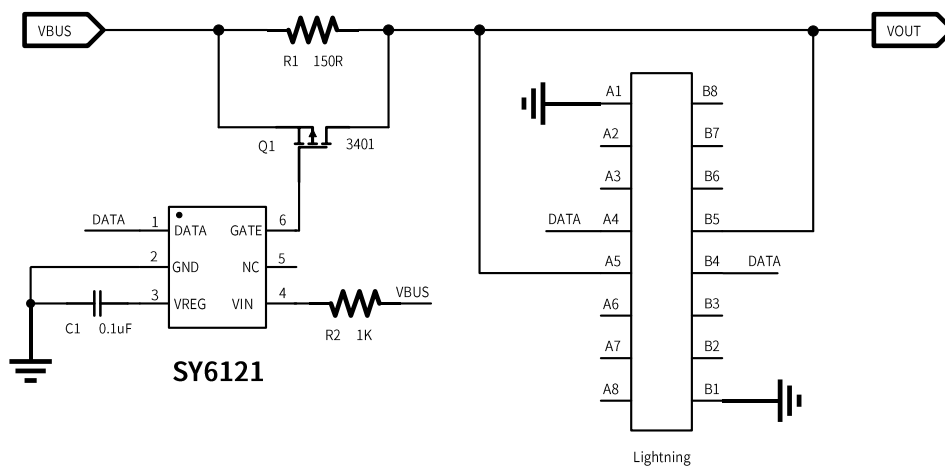 VBUS
VOUT
R1 150R
Q1
3401
DATA
1
DATA
GATE
6
2
GND
NC
5
3
VREG
VIN
4
VBUS
C1 0.1uF
R2 1K
SY6121
A1
B8
A2
B7
A3
B6
DATA
A4
B5
A5
B4
DATA
A6
B3
A7
B2
A8
B1
Lightning